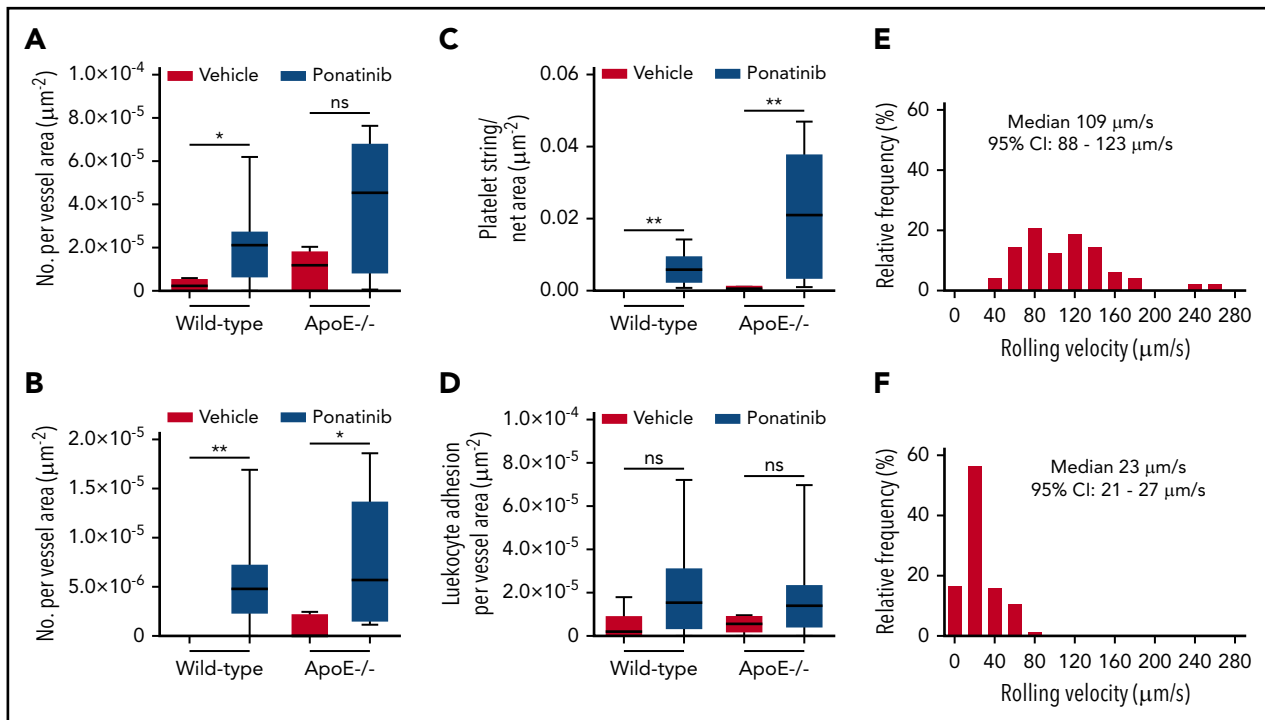 A
Vehicle Ponatinib
No. per vessel area (μm-2)
1.0×10-4
8.0×10-5
6.0×10-5
4.0×10-5
2.0×10-5
0
*
ns
Wild-type ApoE-/-
B
Vehicle Ponatinib
No. per vessel area (μm-2)
2.0×10-5
1.5×10-5
1.0×10-5
5.0×10-6
0
**
*
Wild-type ApoE-/-
C
Vehicle Ponatinib
Platelet string/
net area (μm-2)
0.06
0.04
0.02
0.00
**
**
Wild-type ApoE-/-
D
Vehicle Ponatinib
Luekocyte adhesion
per vessel area (μm-2)
1.0×10-4
8.0×10-5
6.0×10-5
4.0×10-5
2.0×10-5
0
ns
ns
Wild-type ApoE-/-
E
Relative frequency (%)
60
40
20
0
Median 109 μm/s
95% CI: 88 - 123 μm/s
0 40 80 120 160 200 240 280
Rolling velocity (μm/s)
F
Relative frequency (%)
60
40
20
0
Median 23 μm/s
95% CI: 21 - 27 μm/s
0 40 80 120 160 200 240 280
Rolling velocity (μm/s)